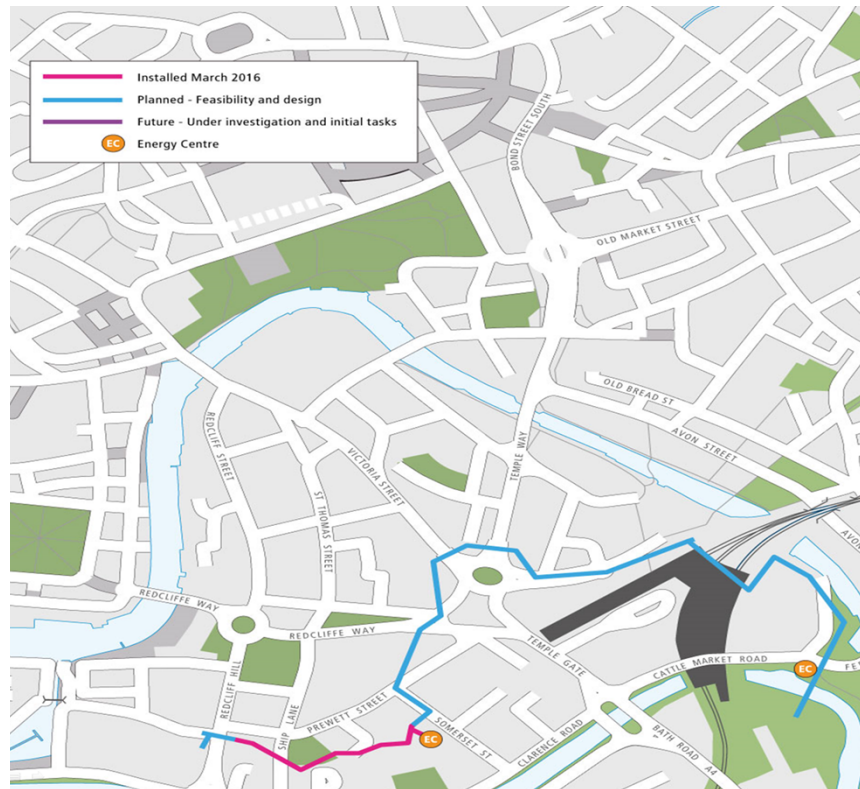 Installed March 2016
Planned - Feasibility and design
Future - Under investigation and initial tasks
EC Energy Centre
BOND STREET SOUTH
OLD MARKET STREET
OLD BREAD ST
AVON STREET
TEMPLE WAY
REDCLIFF STREET
VICTORIA STREET
ST THOMAS STREET
AVON
REDCLIFFE WAY
REDCLIFFE WAY
TEMPLE GATE
CATTLE MARKET ROAD
FE
EC
REDCLIFF HILL
SHIP LANE
PREWETT STREET
SOMERSET ST
CLARENCE ROAD
BATH ROAD A4
EC